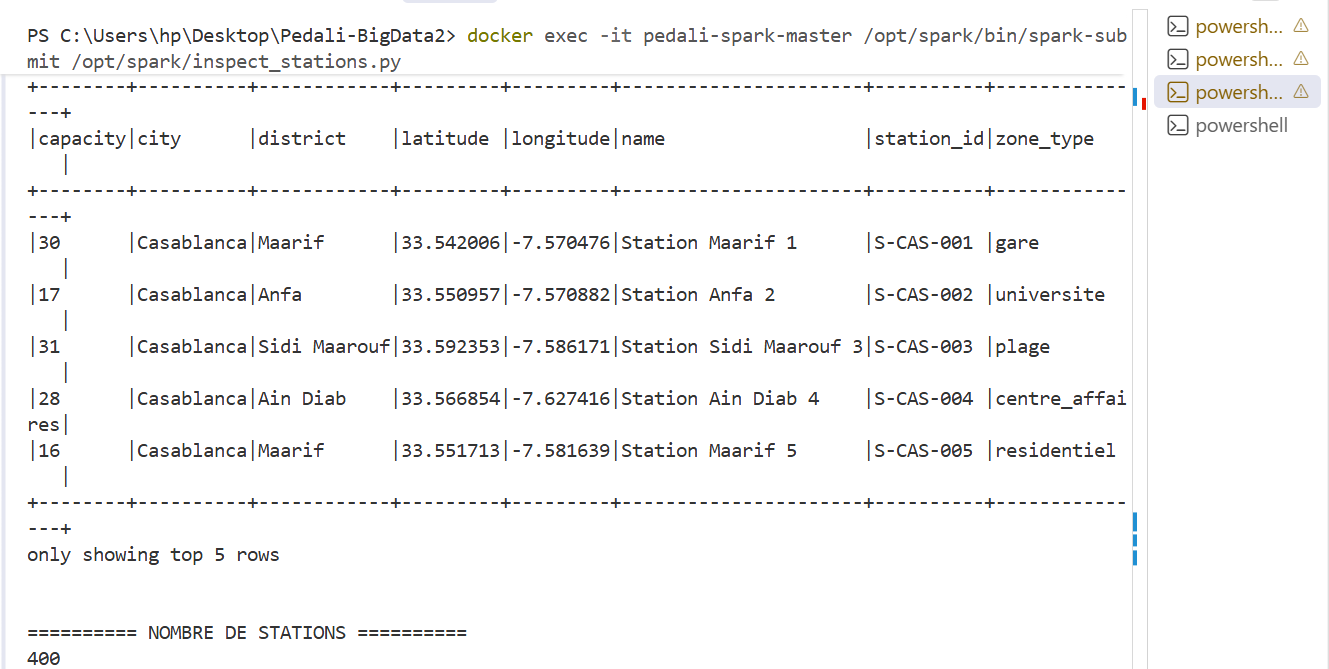 PS C:\Users\hp\Desktop\Pedali-BigData2> docker exec -it pedali-spark-master /opt/spark/bin/spark-sub
mit /opt/spark/inspect_stations.py
+--------+----------+------------+---------+---------+----------------------+----------+------------
---+
|capacity|city      |district    |latitude |longitude|name                  |station_id|zone_type
   |
+--------+----------+------------+---------+---------+----------------------+----------+------------
---+
|30      |Casablanca|Maarif      |33.542006|-7.570476|Station Maarif 1      |S-CAS-001 |gare
   |
|17      |Casablanca|Anfa        |33.550957|-7.570882|Station Anfa 2        |S-CAS-002 |universite
   |
|31      |Casablanca|Sidi Maarouf|33.592353|-7.586171|Station Sidi Maarouf 3|S-CAS-003 |plage
   |
|28      |Casablanca|Ain Diab    |33.566854|-7.627416|Station Ain Diab 4    |S-CAS-004 |centre_affai
res|
|16      |Casablanca|Maarif      |33.551713|-7.581639|Station Maarif 5      |S-CAS-005 |residentiel
   |
+--------+----------+------------+---------+---------+----------------------+----------+------------
---+
only showing top 5 rows
========== NOMBRE DE STATIONS ==========
400
powersh...
powersh...
powersh...
powershell